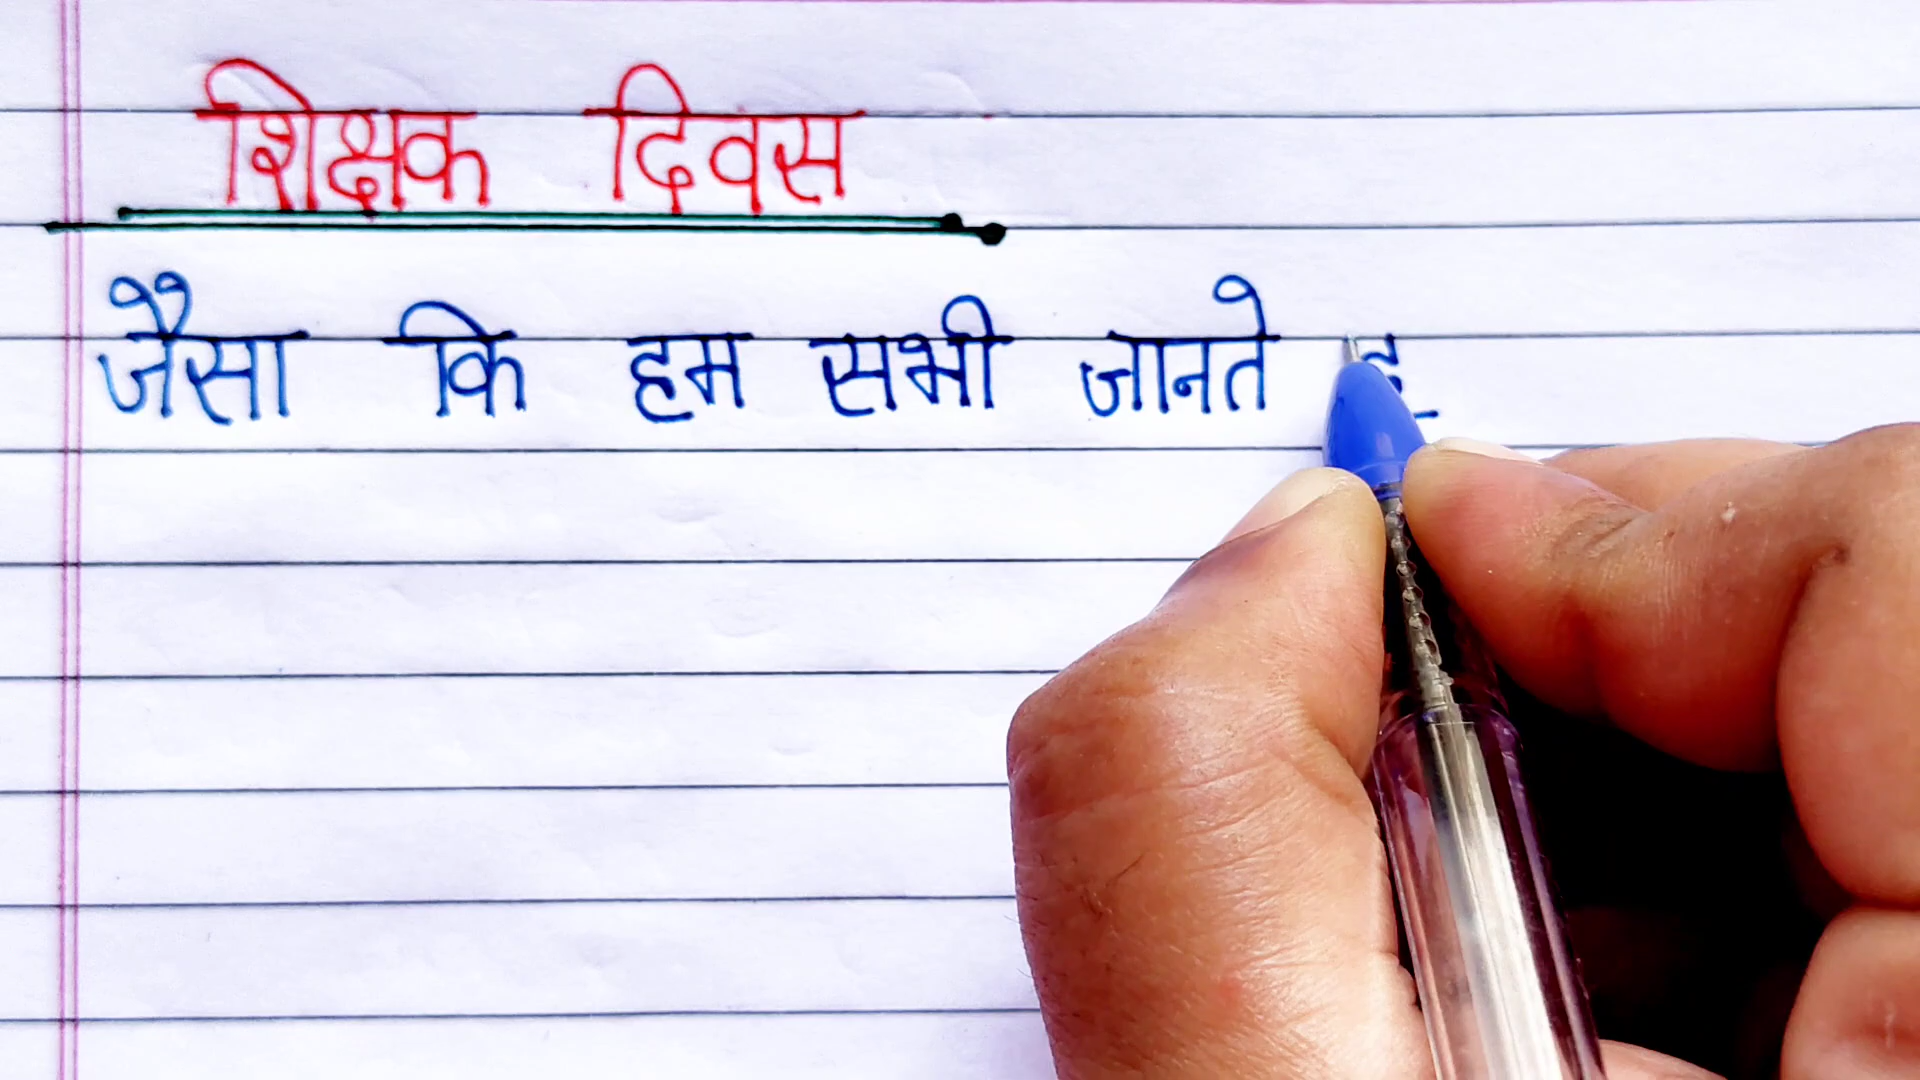 शिक्षक दिवस
जैसा कि हम सभी जानते ह